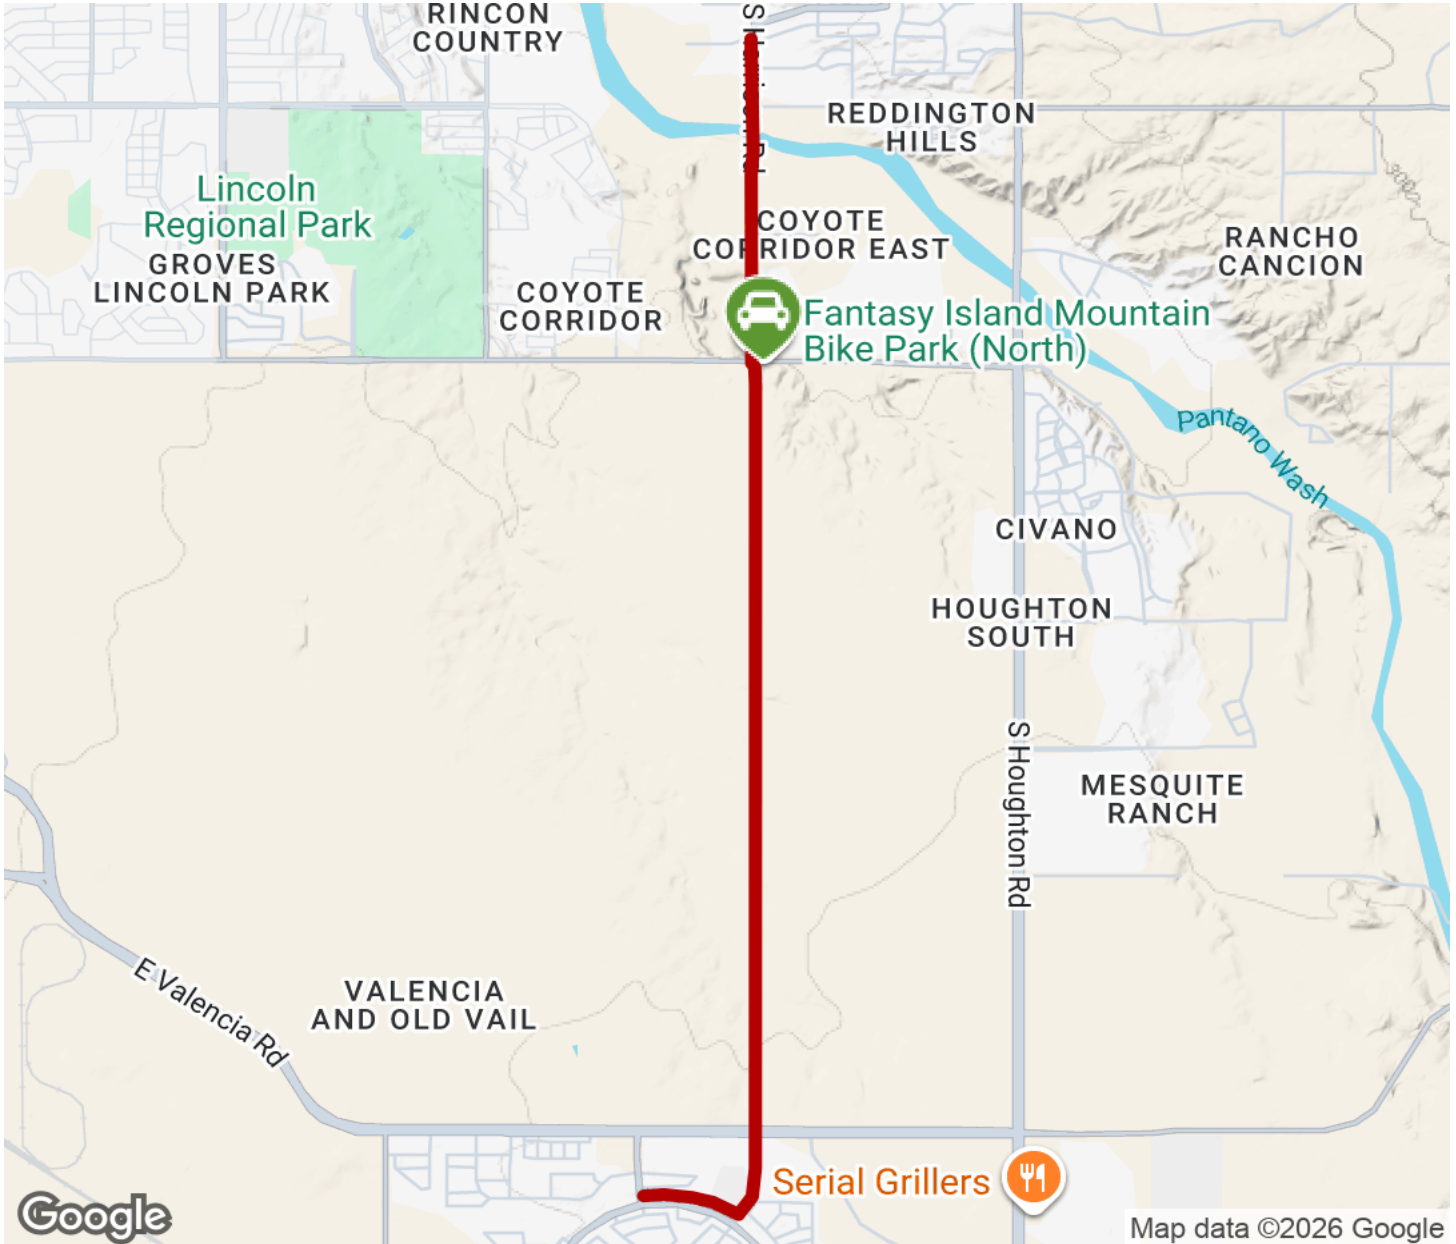 RINCON
COUNTRY
S Harrison Rd
REDDINGTON
HILLS
Lincoln
Regional Park
GROVES
LINCOLN PARK
COYOTE
CORRIDOR EAST
RANCHO
CANCION
COYOTE
CORRIDOR
Fantasy Island Mountain
Bike Park (North)
Pantano Wash
CIVANO
HOUGHTON
SOUTH
S Houghton Rd
MESQUITE
RANCH
E Valencia Rd
VALENCIA
AND OLD VAIL
Serial Grillers
Google
Map data ©2026 Google